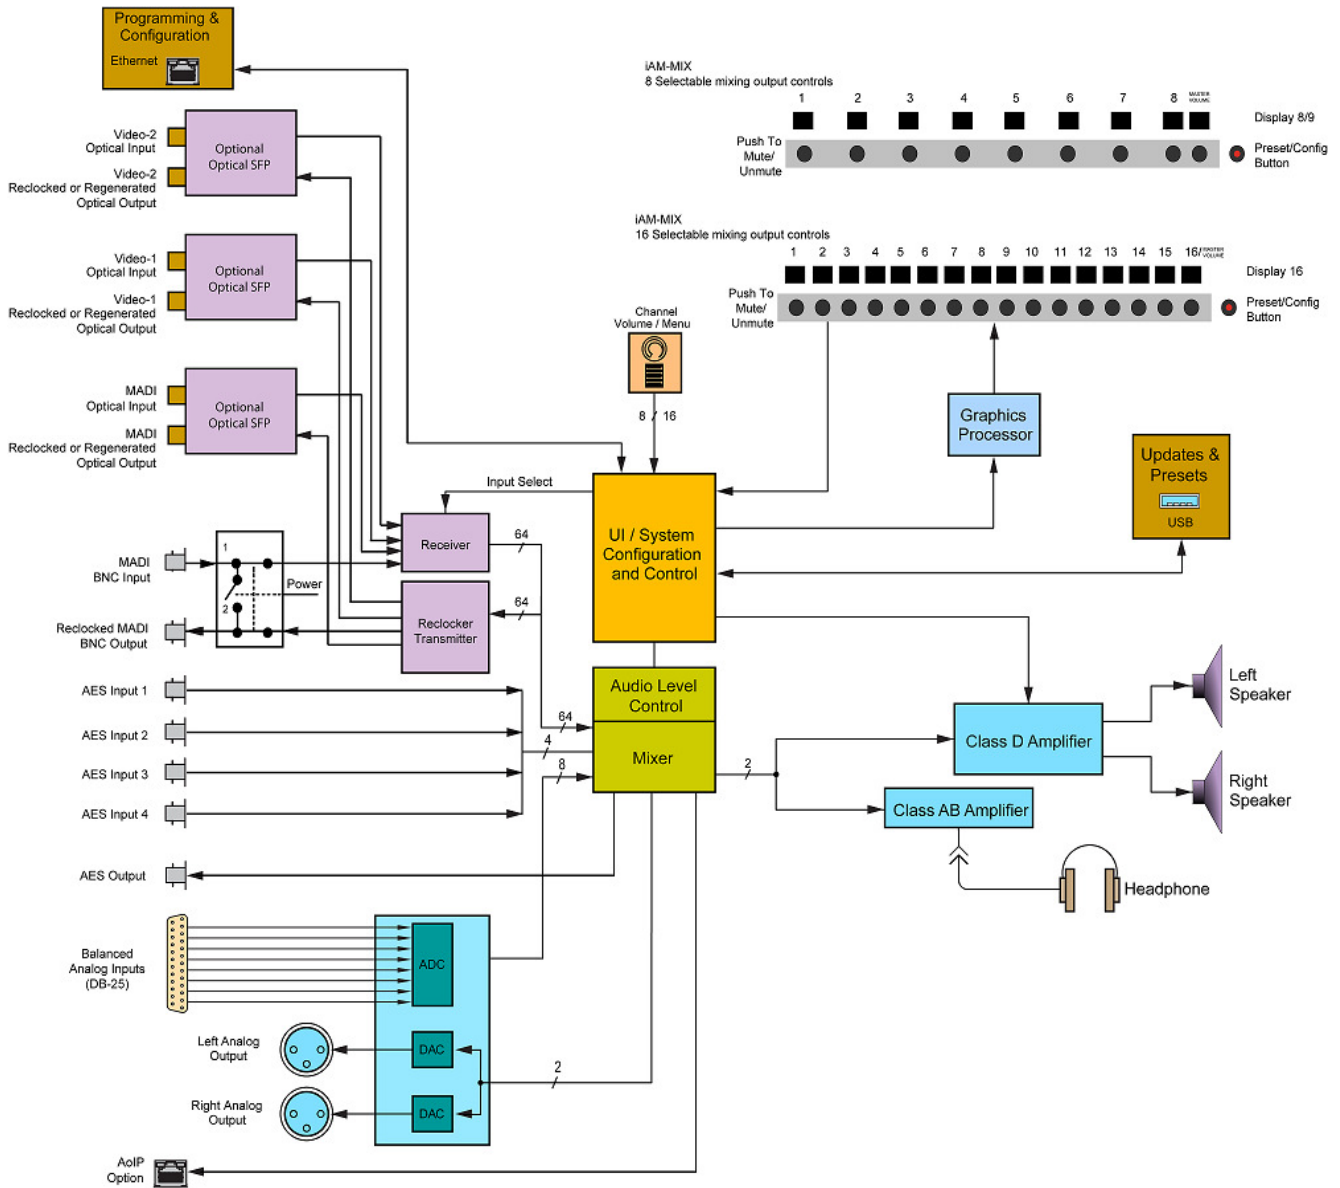 Programming &
Configuration
Ethernet
Video-2
Optical Input
Video-2
Reclocked or Regenerated
Optical Output
Optional
Optical SFP
Video-1
Optical Input
Video-1
Reclocked or Regenerated
Optical Output
Optional
Optical SFP
MADI
Optical Input
MADI
Reclocked or Regenerated
Optical Output
Optional
Optical SFP
iAM-MIX
8 Selectable mixing output controls
1 2 3 4 5 6 7 8 MASTER VOLUME
Display 8/9
Push To
Mute/
Unmute
Preset/Config
Button
iAM-MIX
16 Selectable mixing output controls
1 2 3 4 5 6 7 8 9 10 11 12 13 14 15 16/ MASTER VOLUME
Display 16
Push To
Mute/
Unmute
Preset/Config
Button
Channel
Volume / Menu
8 / 16
Graphics
Processor
Updates &
Presets
USB
Input Select
UI / System
Configuration
and Control
Receiver
64
MADI
BNC Input
1
Power
2
Reclocked MADI
BNC Output
Reclocker
Transmitter
64
AES Input 1
AES Input 2
AES Input 3
AES Input 4
64
4
8
Audio Level
Control
Mixer
2
Class D Amplifier
Class AB Amplifier
Left
Speaker
Right
Speaker
Headphone
AES Output
Balanced
Analog Inputs
(DB-25)
ADC
Left Analog
Output
DAC
2
Right Analog
Output
DAC
AoIP
Option